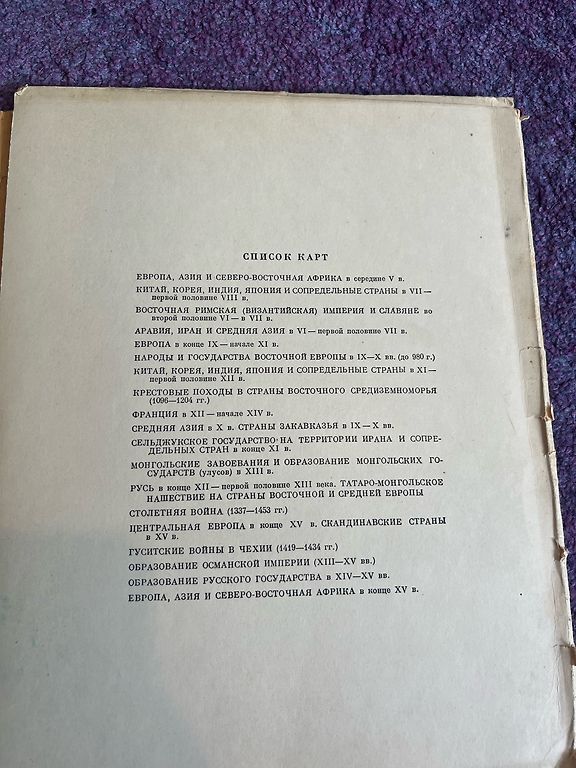 СПИСОК КАРТ
ЕВРОПА, АЗИЯ И СЕВЕРО-ВОСТОЧНАЯ АФРИКА в середине V в.
КИТАЙ, КОРЕЯ, ИНДИЯ, ЯПОНИЯ И СОПРЕДЕЛЬНЫЕ СТРАНЫ в VII —
первой половине VIII в.
ВОСТОЧНАЯ РИМСКАЯ (ВИЗАНТИЙСКАЯ) ИМПЕРИЯ И СЛАВЯНЕ во
второй половине VI — в VII в.
АРАВИЯ, ИРАН И СРЕДНЯЯ АЗИЯ в VI — первой половине VII в.
ЕВРОПА в конце IX — начале XI в.
НАРОДЫ И ГОСУДАРСТВА ВОСТОЧНОЙ ЕВРОПЫ в IX—X вв. (до 980 г.)
КИТАЙ, КОРЕЯ, ИНДИЯ, ЯПОНИЯ И СОПРЕДЕЛЬНЫЕ СТРАНЫ в XI —
первой половине XII в.
КРЕСТОВЫЕ ПОХОДЫ В СТРАНЫ ВОСТОЧНОГО СРЕДИЗЕМНОМОРЬЯ
(1096—1204 гг.)
ФРАНЦИЯ в XII — начале XIV в.
СРЕДНЯЯ АЗИЯ в X в. СТРАНЫ ЗАКАВКАЗЬЯ в IX — X вв.
СЕЛЬДЖУКСКОЕ ГОСУДАРСТВО НА ТЕРРИТОРИИ ИРАНА И СОПРЕ-
ДЕЛЬНЫХ СТРАН в конце XI в.
МОНГОЛЬСКИЕ ЗАВОЕВАНИЯ И ОБРАЗОВАНИЕ МОНГОЛЬСКИХ ГО-
СУДАРСТВ (улусов) в XIII в.
РУСЬ в конце XII — первой половине XIII века. ТАТАРО-МОНГОЛЬСКОЕ
НАШЕСТВИЕ НА СТРАНЫ ВОСТОЧНОЙ И СРЕДНЕЙ ЕВРОПЫ
СТОЛЕТНЯЯ ВОЙНА (1337—1453 гг.)
ЦЕНТРАЛЬНАЯ ЕВРОПА в конце XV в. СКАНДИНАВСКИЕ СТРАНЫ
в XV в.
ГУСИТСКИЕ ВОЙНЫ В ЧЕХИИ (1419—1434 гг.)
ОБРАЗОВАНИЕ ОСМАНСКОЙ ИМПЕРИИ (XIII—XV вв.)
ОБРАЗОВАНИЕ РУССКОГО ГОСУДАРСТВА в XIV—XV вв.
ЕВРОПА, АЗИЯ И СЕВЕРО-ВОСТОЧНАЯ АФРИКА в конце XV в.